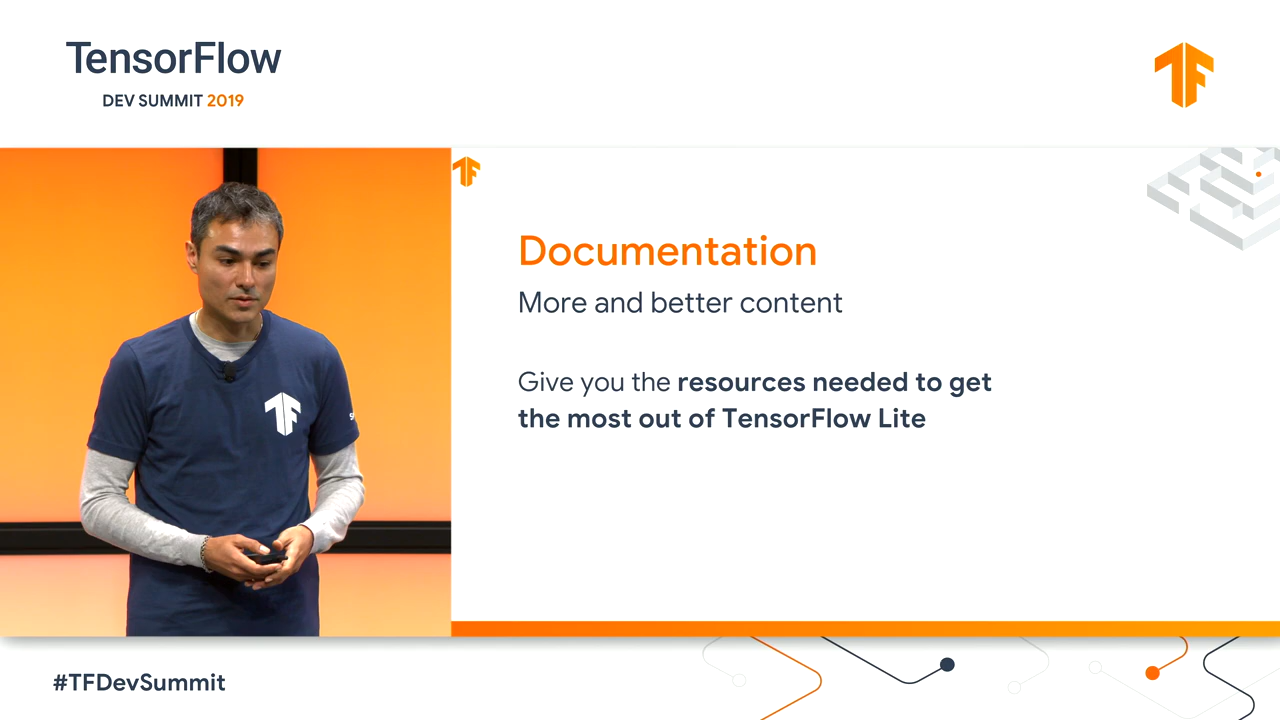 TensorFlow
DEV SUMMIT 2019
Documentation
More and better content
Give you the resources needed to get
the most out of TensorFlow Lite
#TFDevSummit